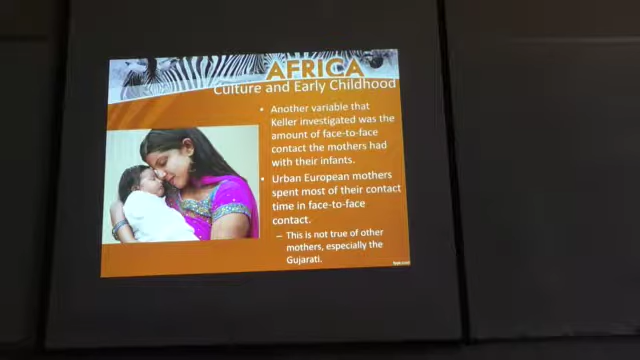 AFRICA
Culture and Early Childhood
• Another variable that
Keller investigated was the
amount of face-to-face
contact the mothers had
with their infants.
• Urban European mothers
spent most of their contact
time in face-to-face
contact.
– This is not true of other
mothers, especially the
Gujarati.